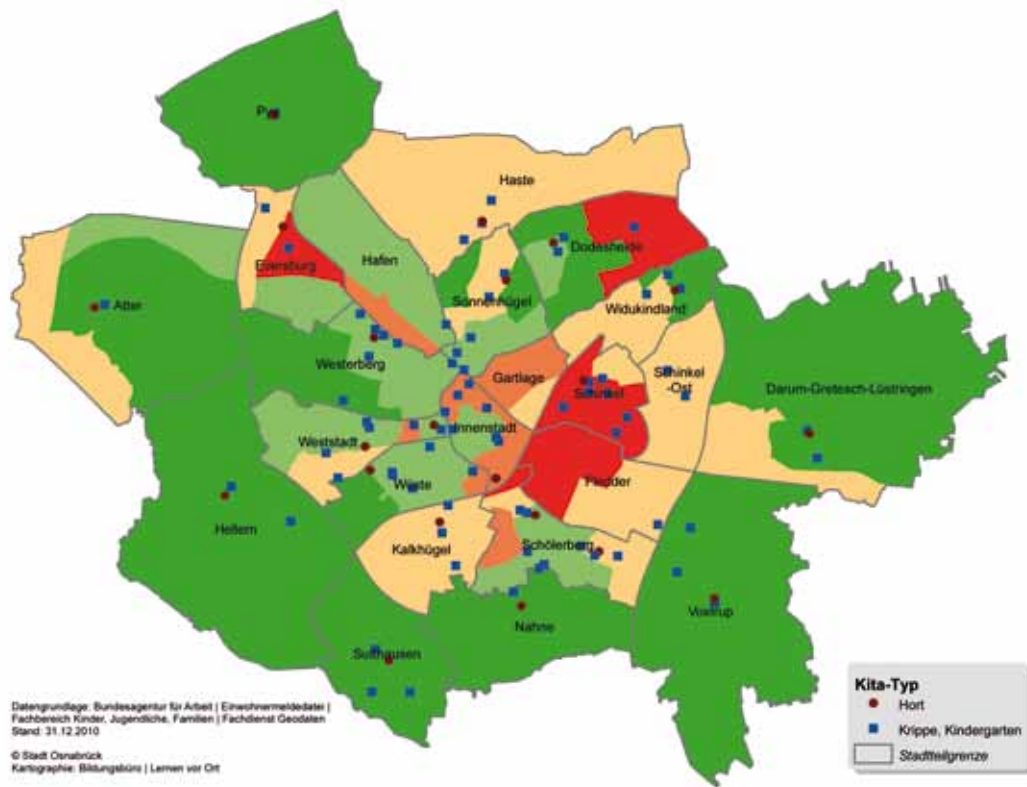 Pye
Haste
Dodesheide
Eversburg
Hafen
Sonnenhügel
Widukindland
Atter
Westerberg
Gartlage
Schinkel
Schinkel
-Ost
Darum-Gretesch-Lüstringen
Innenstadt
Weststadt
Wüste
Fledder
Hellern
Kalkhügel
Schölerberg
Voxtrup
Nahne
Sutthausen
Datengrundlage: Bundesagentur für Arbeit | Einwohnermeldedatei |
Fachbereich Kinder, Jugendliche, Familien | Fachdienst Geodaten
Stand: 31.12.2010
© Stadt Osnabrück
Kartographie: Bildungsbüro | Lernen vor Ort
Kita-Typ
Hort
Krippe, Kindergarten
Stadtteilgrenze